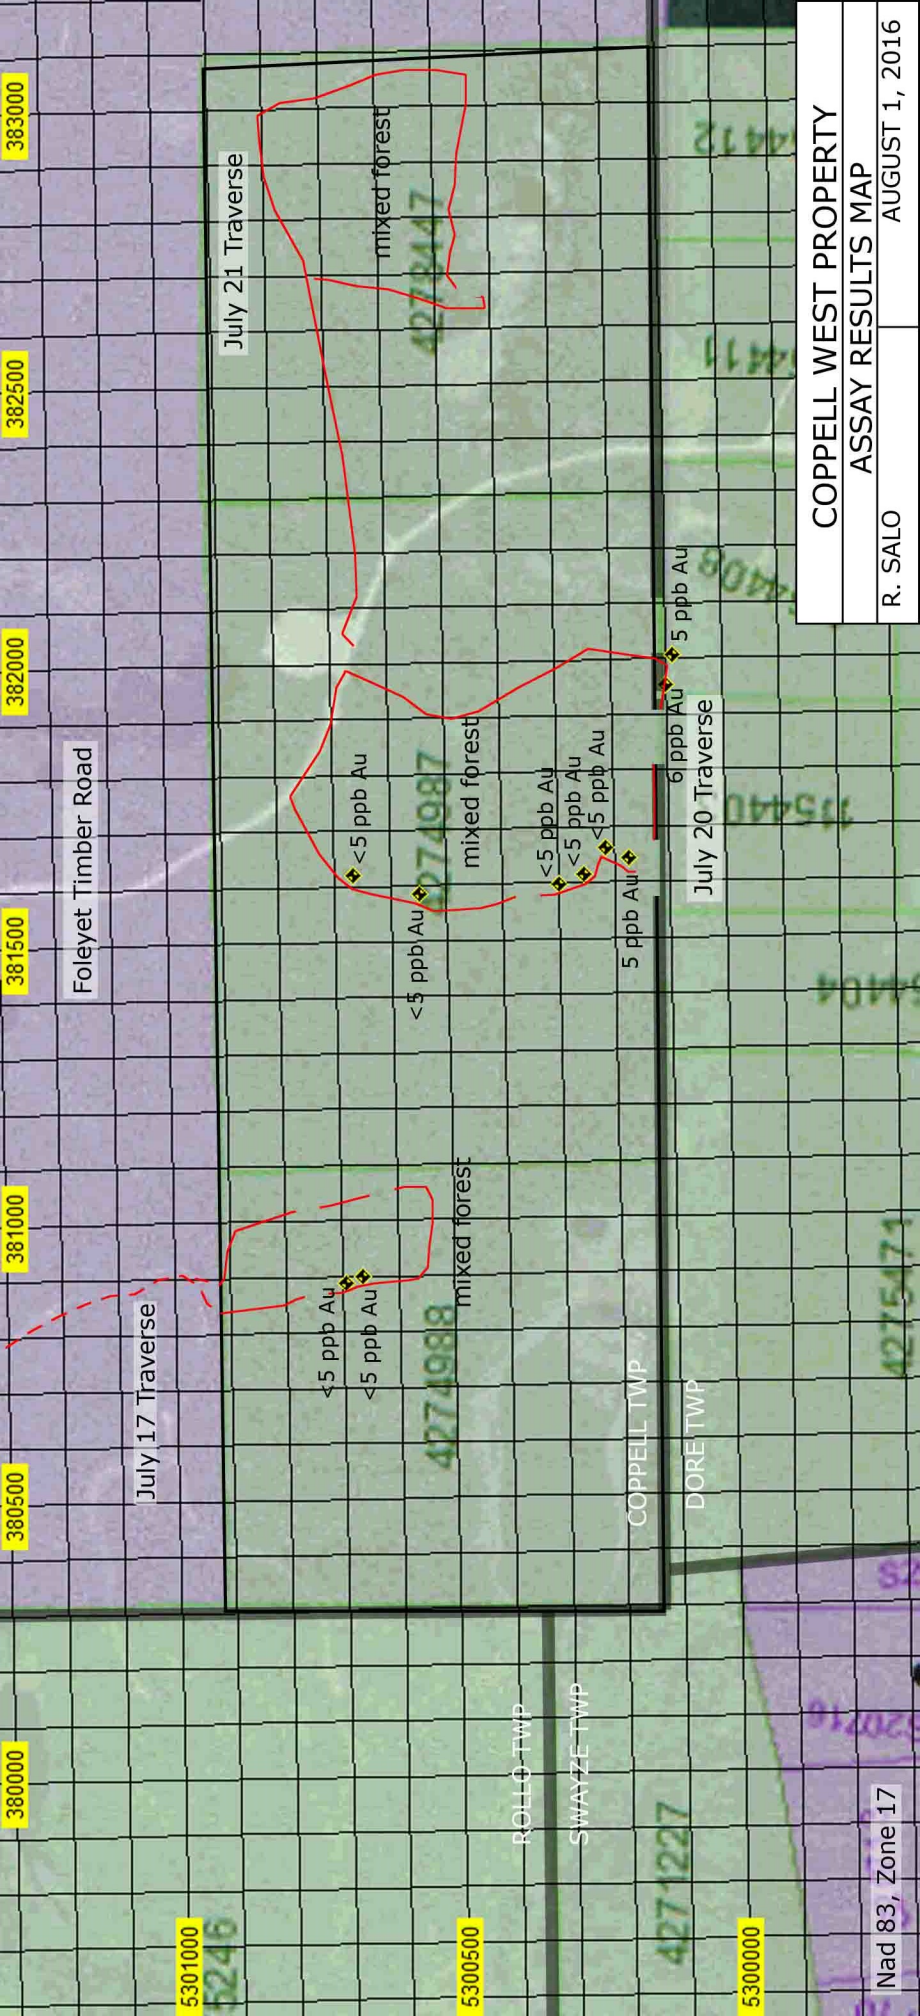 380000
380500
381000
381500
382000
382500
383000
5301000
5300500
5300000
Foleyet Timber Road
July 17 Traverse
July 21 Traverse
July 20 Traverse
mixed forest
mixed forest
mixed forest
4274988
4274987
4278447
<5 ppb Au
<5 ppb Au
<5 ppb Au
<5 ppb Au
<5 ppb Au
<5 ppb Au
<5 ppb Au
5 ppb Au
6 ppb Au
5 ppb Au
COPPELL TWP
DORE TWP
ROLLO TWP
SWAYZE TWP
5246
4271227
4275471
Nad 83, Zone 17
COPPELL WEST PROPERTY
ASSAY RESULTS MAP
R. SALO
AUGUST 1, 2016